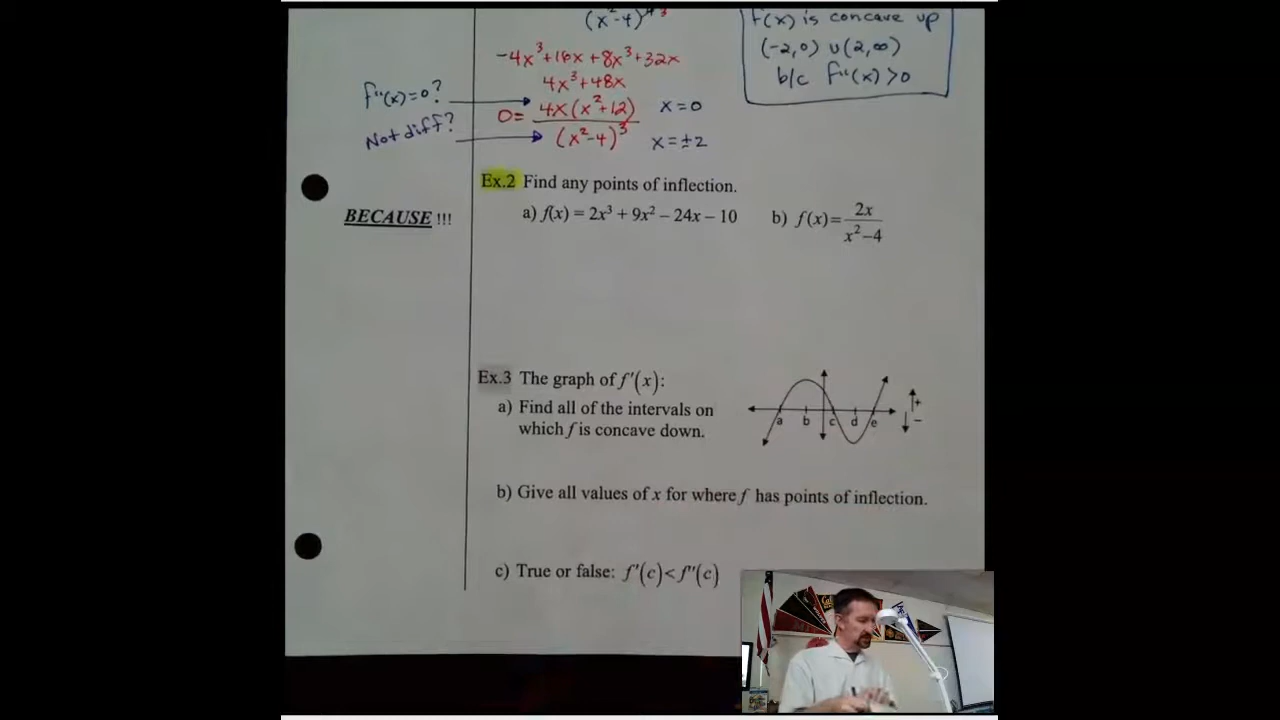 (x²-4)⁴ ³
f(x) is concave up
(-2,0) ∪ (2,∞)
b/c f''(x) > 0
-4x³+16x+8x³+32x
4x³+48x
f''(x)=0?
0= 4x(x²+12) x=0
Not diff?
(x²-4)³ x=±2
Ex.2 Find any points of inflection.
BECAUSE !!!
a) f(x) = 2x³ + 9x² – 24x – 10 b) f(x)= 2x
x²–4
Ex.3 The graph of f'(x):
a) Find all of the intervals on
which f is concave down.
a b c d e + –
b) Give all values of x for where f has points of inflection.
c) True or false: f'(c)<f''(c)